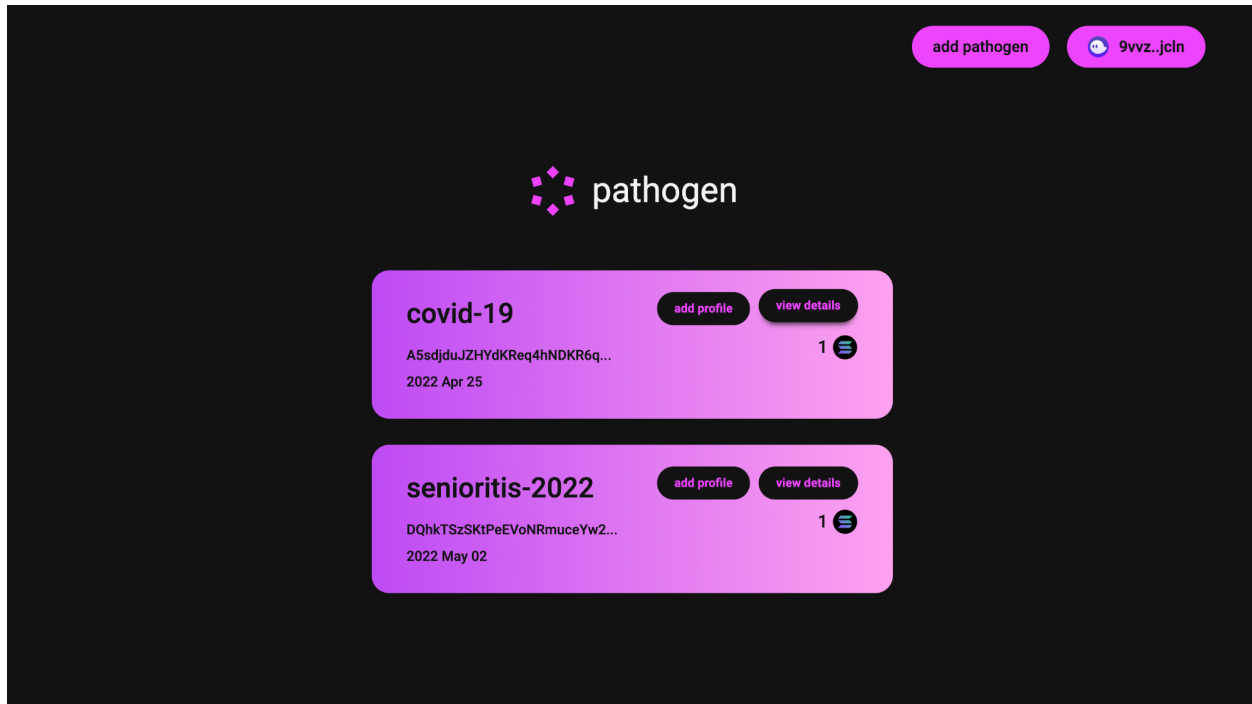 add pathogen
9vvz..jcln
pathogen
covid-19
add profile
view details
A5sdjduJZHYdKReq4hNDKR6q...
1
2022 Apr 25
senioritis-2022
add profile
view details
DQhkTSzSKtPeEVoNRmuceYw2...
1
2022 May 02